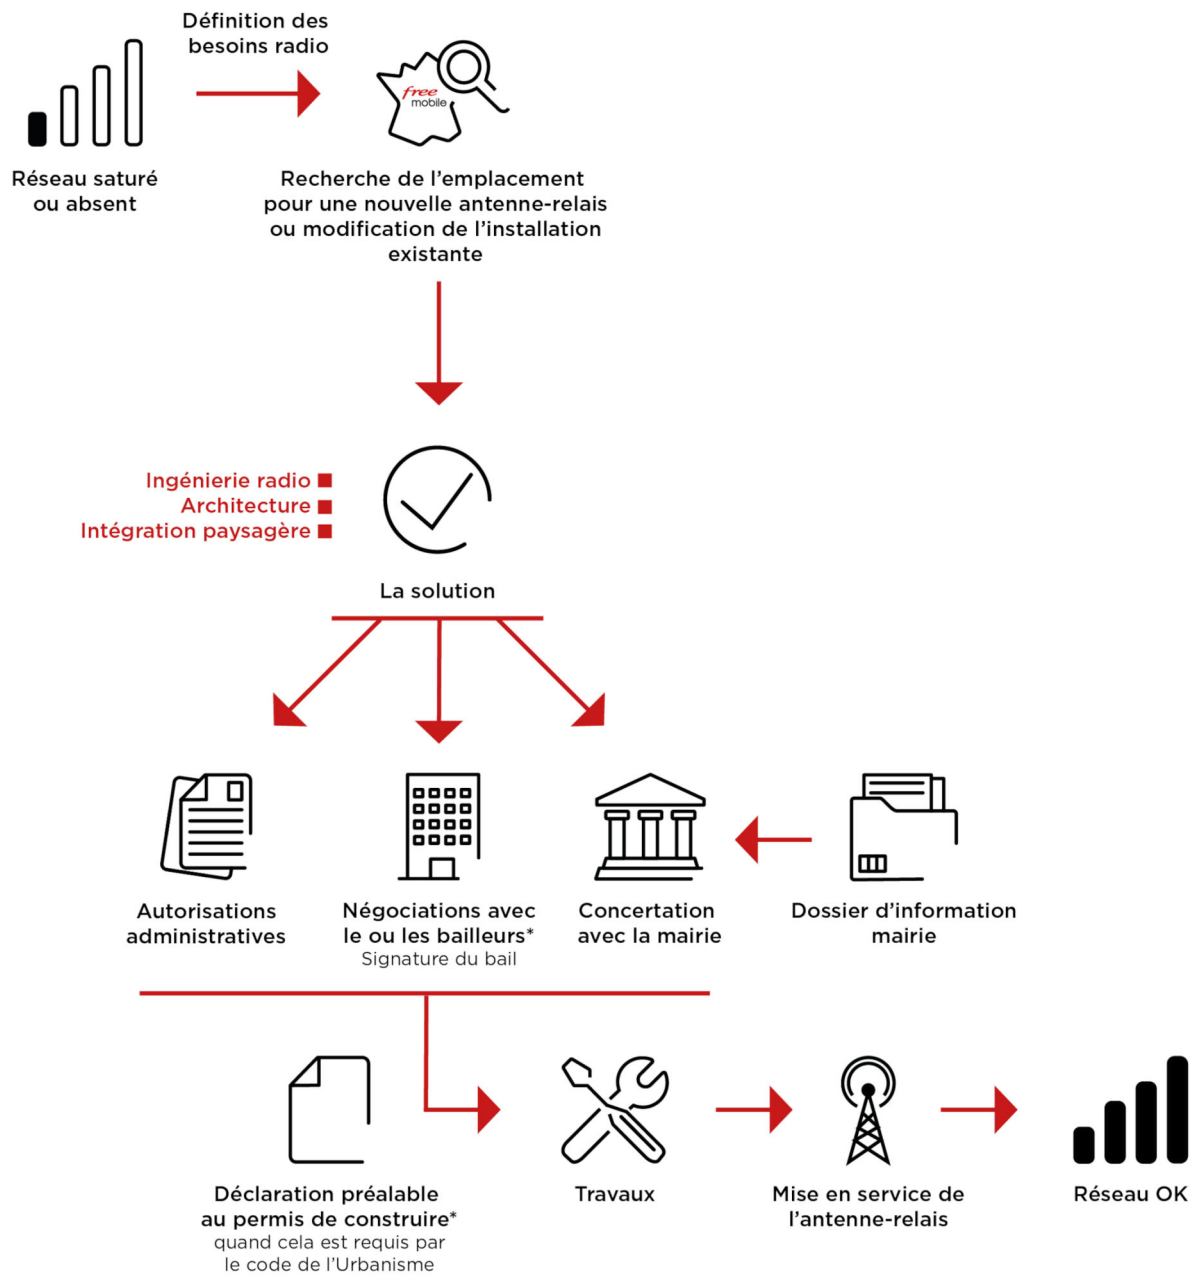 Définition des
besoins radio
Réseau saturé
ou absent
free
mobile
Recherche de l'emplacement
pour une nouvelle antenne-relais
ou modification de l'installation
existante
Ingénierie radio
Architecture
Intégration paysagère
La solution
Autorisations
administratives
Négociations avec
le ou les bailleurs*
Signature du bail
Concertation
avec la mairie
Dossier d'information
mairie
Déclaration préalable
au permis de construire*
quand cela est requis par
le code de l'Urbanisme
Travaux
Mise en service de
l'antenne-relais
Réseau OK